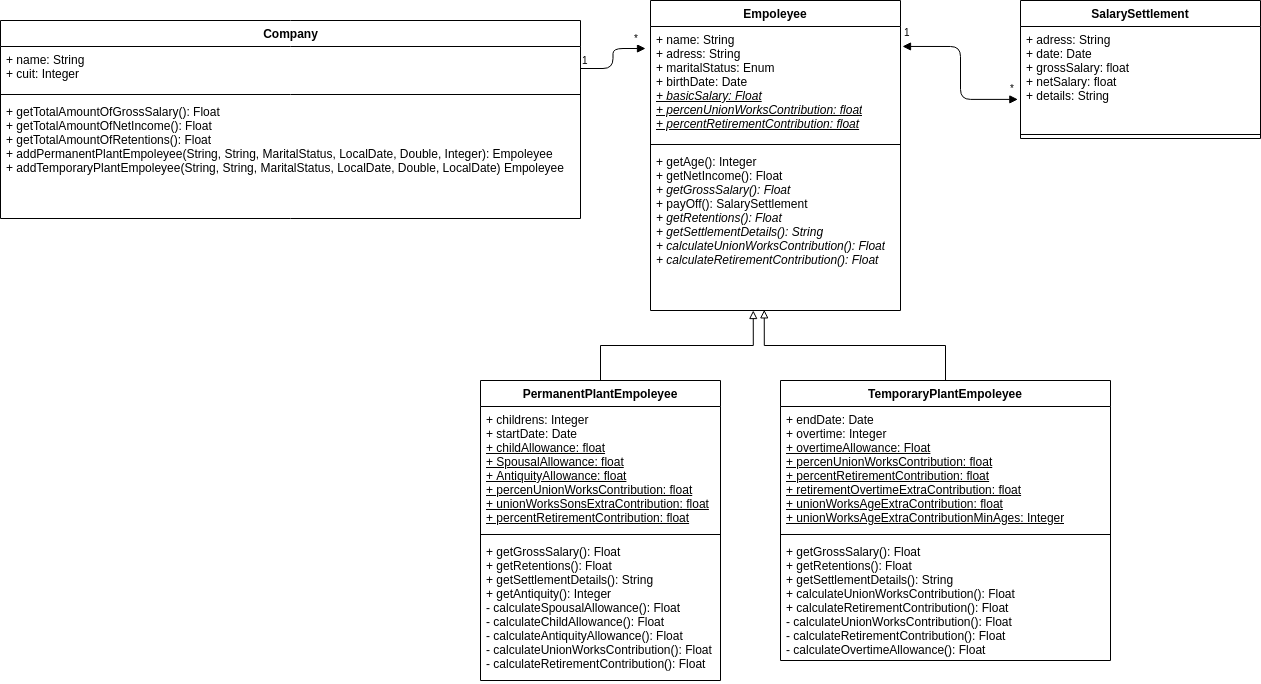 Company
+ name: String
+ cuit: Integer
+ getTotalAmountOfGrossSalary(): Float
+ getTotalAmountOfNetIncome(): Float
+ getTotalAmountOfRetentions(): Float
+ addPermanentPlantEmpoleyee(String, String, MaritalStatus, LocalDate, Double, Integer): Empoleyee
+ addTemporaryPlantEmpoleyee(String, String, MaritalStatus, LocalDate, Double, LocalDate) Empoleyee
1
*
Empoleyee
+ name: String
+ adress: String
+ maritalStatus: Enum
+ birthDate: Date
+ basicSalary: Float
+ percenUnionWorksContribution: float
+ percentRetirementContribution: float
+ getAge(): Integer
+ getNetIncome(): Float
+ getGrossSalary(): Float
+ payOff(): SalarySettlement
+ getRetentions(): Float
+ getSettlementDetails(): String
+ calculateUnionWorksContribution(): Float
+ calculateRetirementContribution(): Float
1
*
SalarySettlement
+ adress: String
+ date: Date
+ grossSalary: float
+ netSalary: float
+ details: String
PermanentPlantEmpoleyee
+ childrens: Integer
+ startDate: Date
+ childAllowance: float
+ SpousalAllowance: float
+ AntiquityAllowance: float
+ percenUnionWorksContribution: float
+ unionWorksSonsExtraContribution: float
+ percentRetirementContribution: float
+ getGrossSalary(): Float
+ getRetentions(): Float
+ getSettlementDetails(): String
+ getAntiquity(): Integer
- calculateSpousalAllowance(): Float
- calculateChildAllowance(): Float
- calculateAntiquityAllowance(): Float
- calculateUnionWorksContribution(): Float
- calculateRetirementContribution(): Float
TemporaryPlantEmpoleyee
+ endDate: Date
+ overtime: Integer
+ overtimeAllowance: Float
+ percenUnionWorksContribution: float
+ percentRetirementContribution: float
+ retirementOvertimeExtraContribution: float
+ unionWorksAgeExtraContribution: float
+ unionWorksAgeExtraContributionMinAges: Integer
+ getGrossSalary(): Float
+ getRetentions(): Float
+ getSettlementDetails(): String
+ calculateUnionWorksContribution(): Float
+ calculateRetirementContribution(): Float
- calculateUnionWorksContribution(): Float
- calculateRetirementContribution(): Float
- calculateOvertimeAllowance(): Float